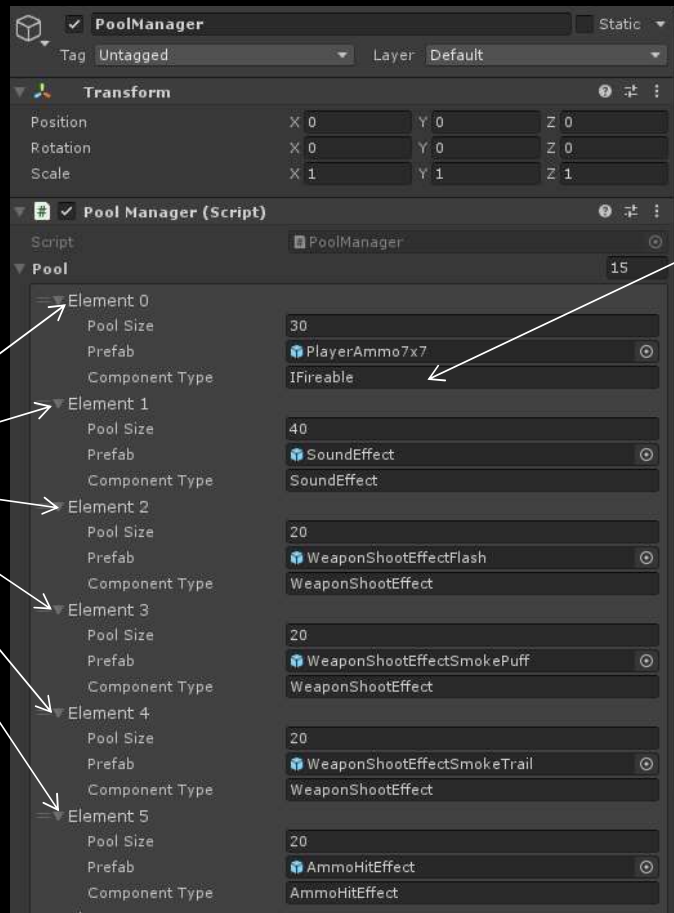 PoolManager Static
Tag Untagged Layer Default
Transform
Position X 0 Y 0 Z 0
Rotation X 0 Y 0 Z 0
Scale X 1 Y 1 Z 1
# Pool Manager (Script)
Script PoolManager
Pool 15
Element 0
Pool Size 30
Prefab PlayerAmmo7x7
Component Type IFireable
Element 1
Pool Size 40
Prefab SoundEffect
Component Type SoundEffect
Element 2
Pool Size 20
Prefab WeaponShootEffectFlash
Component Type WeaponShootEffect
Element 3
Pool Size 20
Prefab WeaponShootEffectSmokePuff
Component Type WeaponShootEffect
Element 4
Pool Size 20
Prefab WeaponShootEffectSmokeTrail
Component Type WeaponShootEffect
Element 5
Pool Size 20
Prefab AmmoHitEffect
Component Type AmmoHitEffect